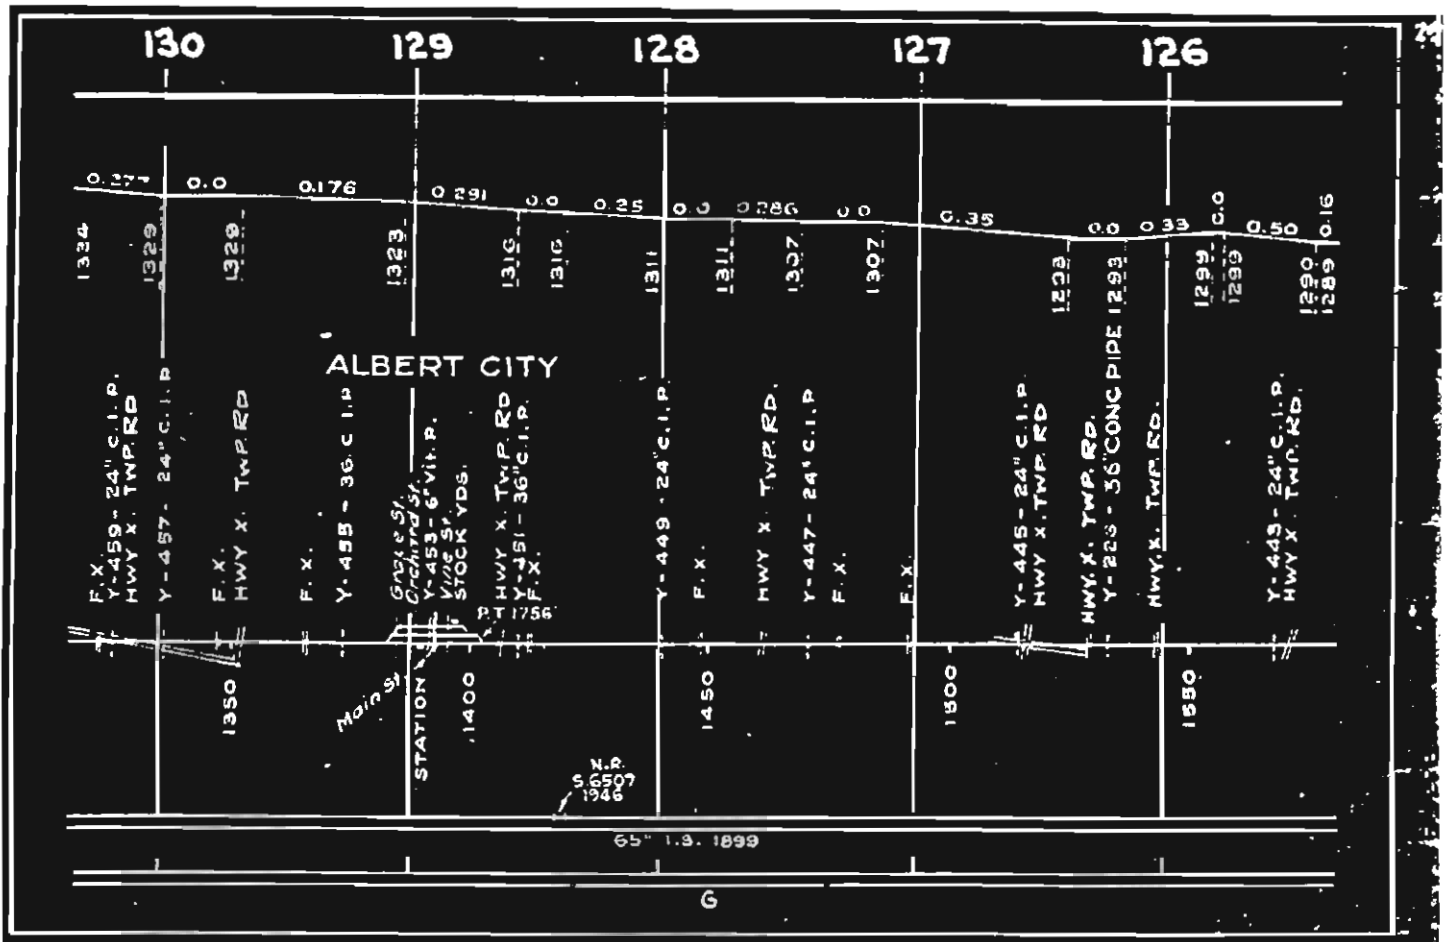 130 129 128 127 126
0.277 0.0 0.176 0.291 0.0 0.25 0.0 0.286 0.0 0.35 0.0 0.33 0.0 0.50 0.16
1334 1329 1329 1323 1316 1316 1311 1311 1307 1307 1293 1293 1299 1299 1290 1289
ALBERT CITY
F.X.
Y-459-24" C.I.P.
HWY X. TWP. RD
Y-457-24" C.I.P
F.X.
HWY X. TWP. RD
F.X.
Y-455-36 C.I.P
Grace St.
Orchard St.
Y-453-6" Vit. P.
Vine St.
STOCK YDS.
HWY X. TWP. RD
Y-451-36" C.I.P.
F.X.
Y-449-24" C.I.P.
F.X.
HWY X. TWP. RD.
Y-447-24" C.I.P
F.X.
F.X.
Y-445-24" C.I.P
HWY X. TWP. RD
HWY. X. TWP. RD.
36" CONC PIPE
HWY. X. TWP. RD.
Y-443-24" C.I.P.
HWY X. TWP. RD.
P.T 1756
Main St.
STATION
1350 1400 1450 1500 1550
N.R.
S.6507
1946
65" I.S. 1899
G